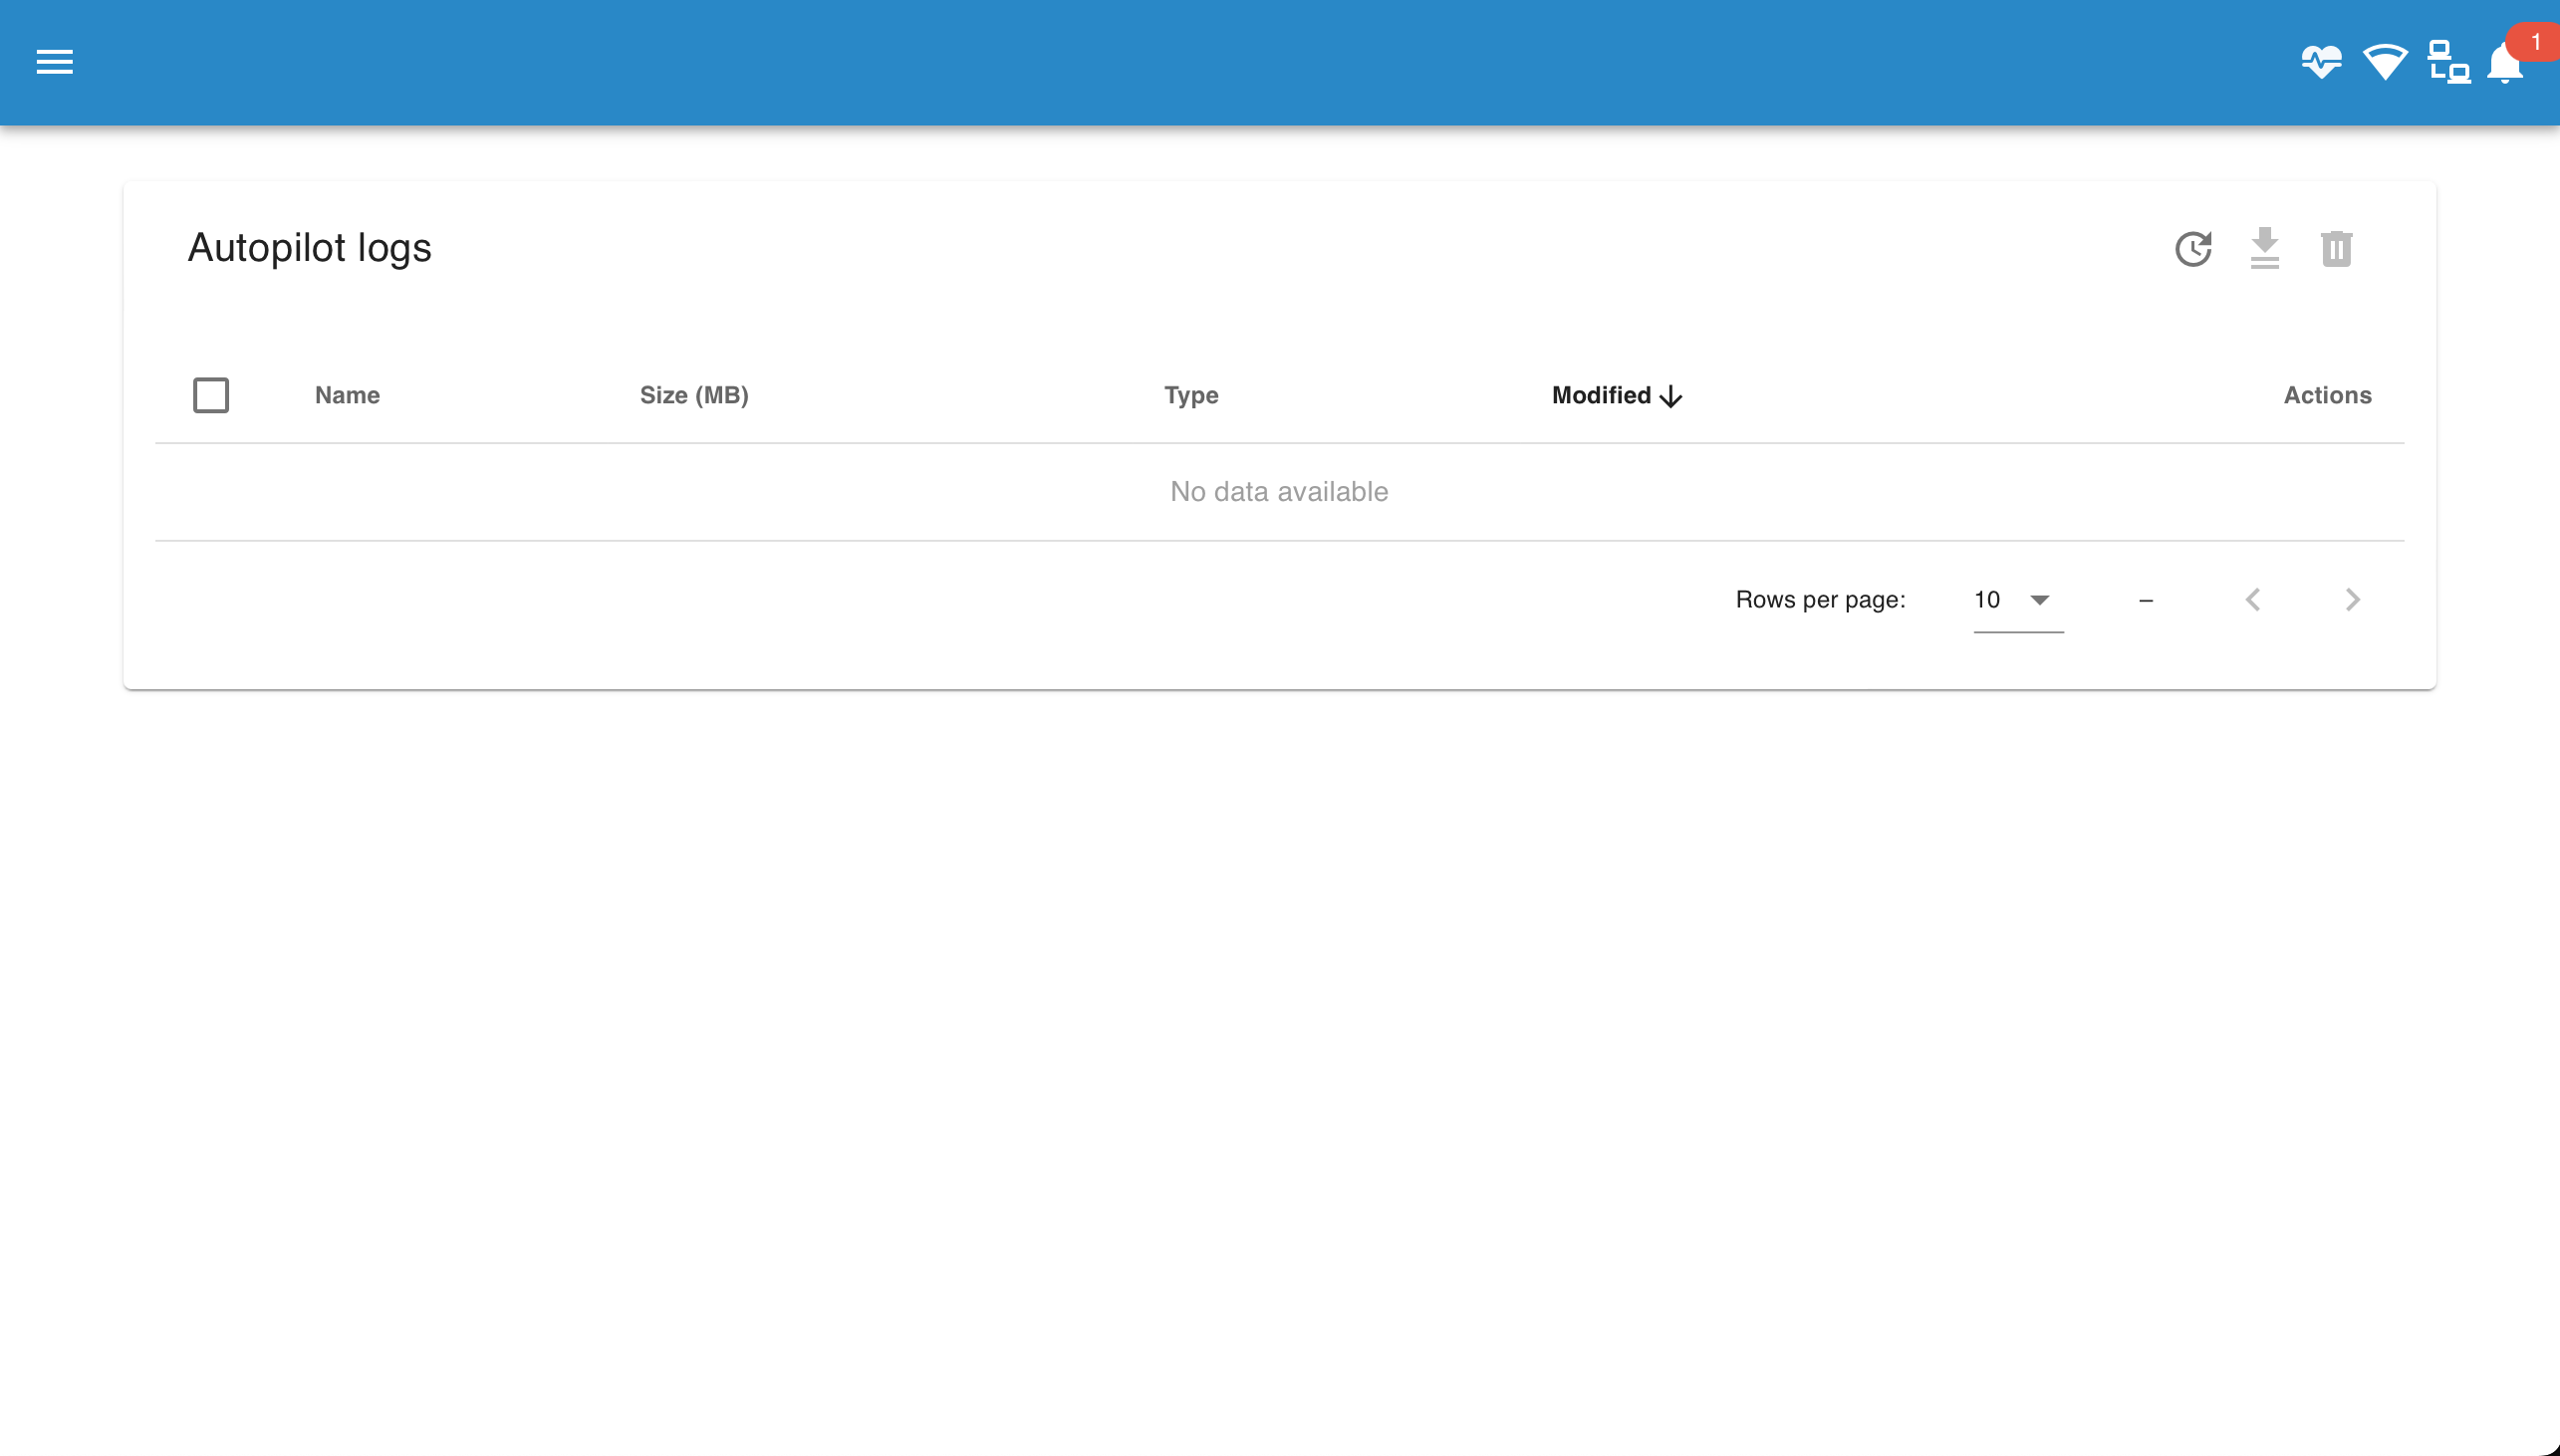 1
Autopilot logs
Name Size (MB) Type Modified Actions
No data available
Rows per page: 10 –